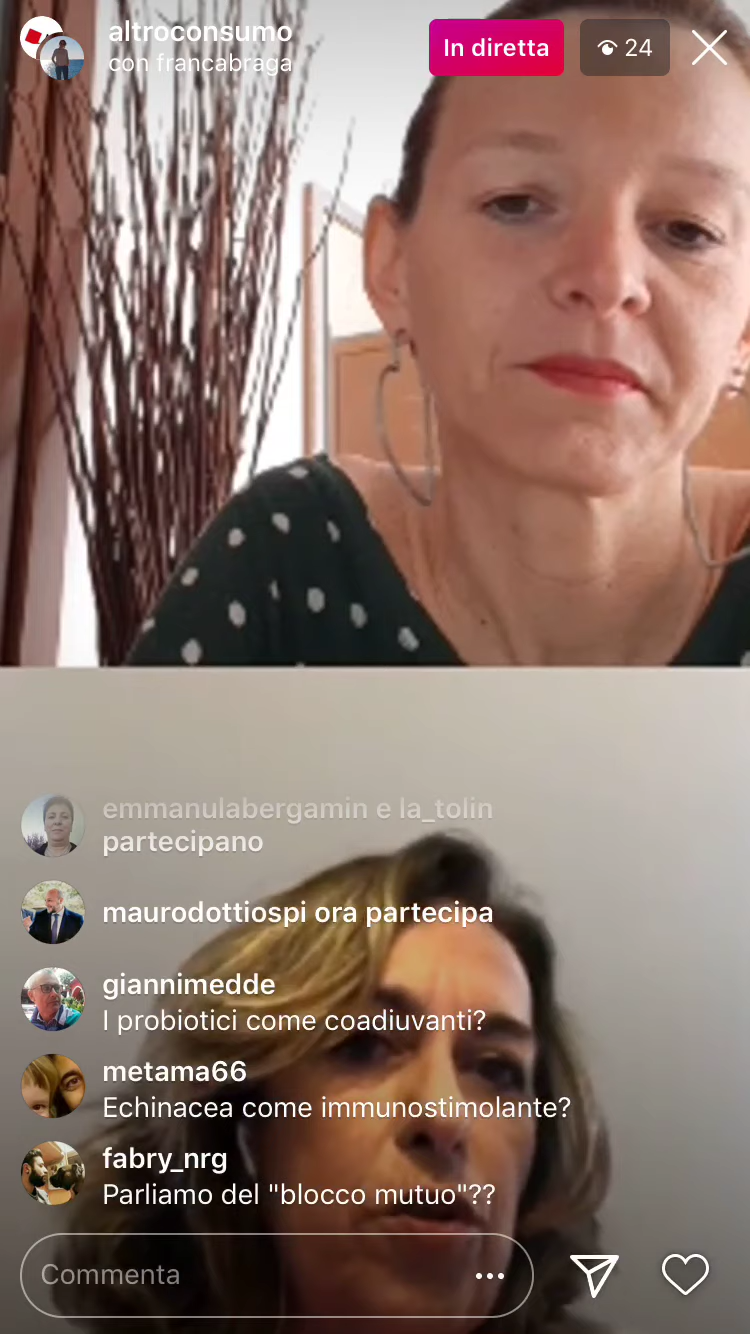 altroconsumo
con francabraga
In diretta
24
emmanulabergamin e la_tolin
partecipano
maurodottiospi ora partecipa
giannimedde
I probiotici come coadiuvanti?
metama66
Echinacea come immunostimolante?
fabry_nrg
Parliamo del "blocco mutuo"??
Commenta